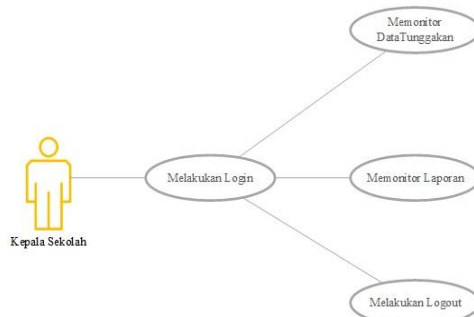 Memonitor
DataTunggakan
Melakukan Login
Memonitor Laporan
Kepala Sekolah
Melakukan Logout